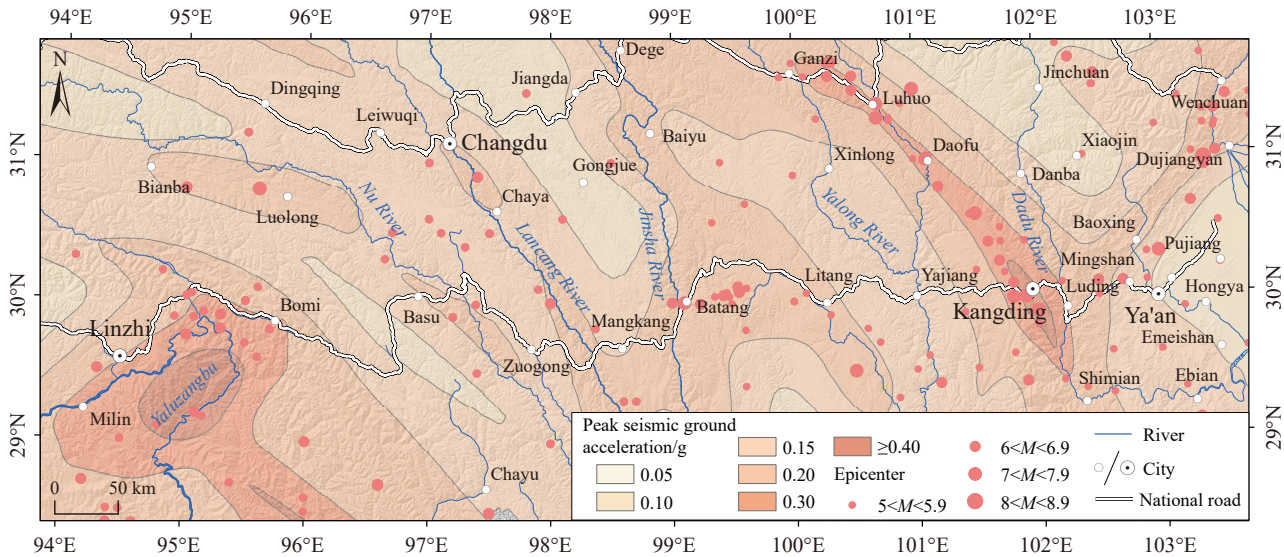 94°E 95°E 96°E 97°E 98°E 99°E 100°E 101°E 102°E 103°E
N
Dege
Ganzi
Jinchuan
Dingqing
Jiangda
Luhuo
Wenchuan
Leiwuqi
Changdu
Baiyu
Xinlong
Daofu
Xiaojin
Dujiangyan
31°N
31°N
Bianba
Luolong
Gongjue
Danba
Nu River
Chaya
Lancang River
Jinsha River
Yalong River
Dadu River
Baoxing
Pujiang
Mingshan
30°N
30°N
Linzhi
Bomi
Basu
Mangkang
Batang
Litang
Yajiang
Kangding
Luding
Ya'an
Hongya
Emeishan
Yaluzangbu
Zuogong
Shimian
Ebian
Milin
29°N
29°N
Chayu
0 50 km
Peak seismic ground
acceleration/g
0.05
0.10
0.15
0.20
0.30
≥0.40
Epicenter
5<M<5.9
6<M<6.9
7<M<7.9
8<M<8.9
River
City
National road
94°E 95°E 96°E 97°E 98°E 99°E 100°E 101°E 102°E 103°E